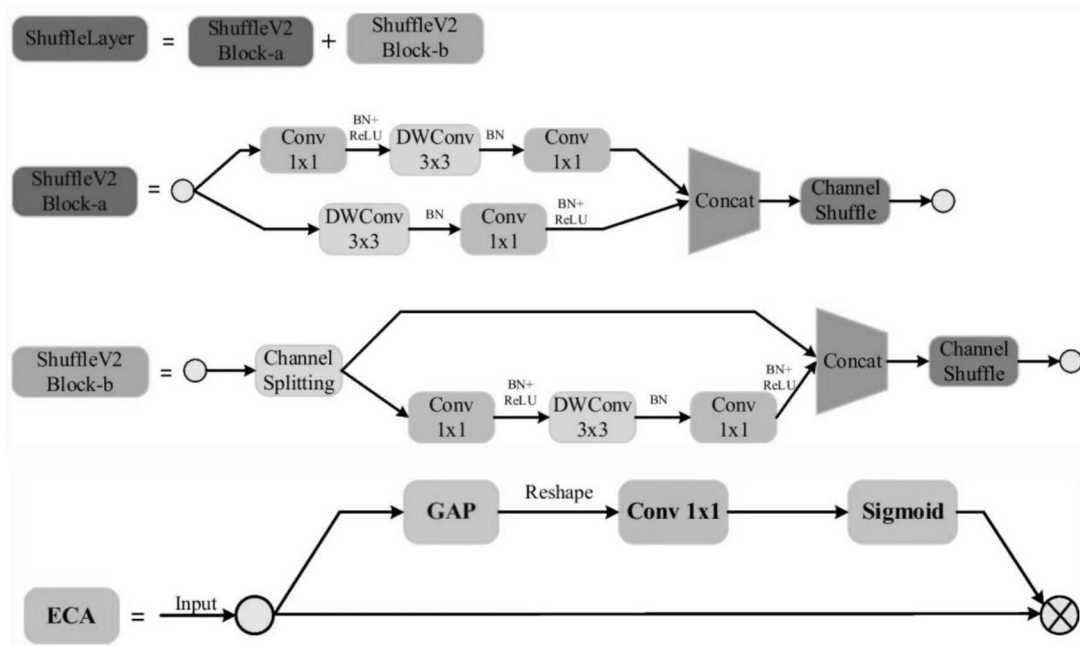 ShuffleLayer = ShuffleV2 Block-a + ShuffleV2 Block-b
ShuffleV2
Block-a
=
Conv
1x1
BN+
ReLU
DWConv
3x3
BN
Conv
1x1
DWConv
3x3
BN
Conv
1x1
BN+
ReLU
Concat
Channel
Shuffle
ShuffleV2
Block-b
=
Channel
Splitting
Conv
1x1
BN+
ReLU
DWConv
3x3
BN
Conv
1x1
BN+
ReLU
Concat
Channel
Shuffle
GAP
Reshape
Conv 1x1
Sigmoid
ECA
=
Input